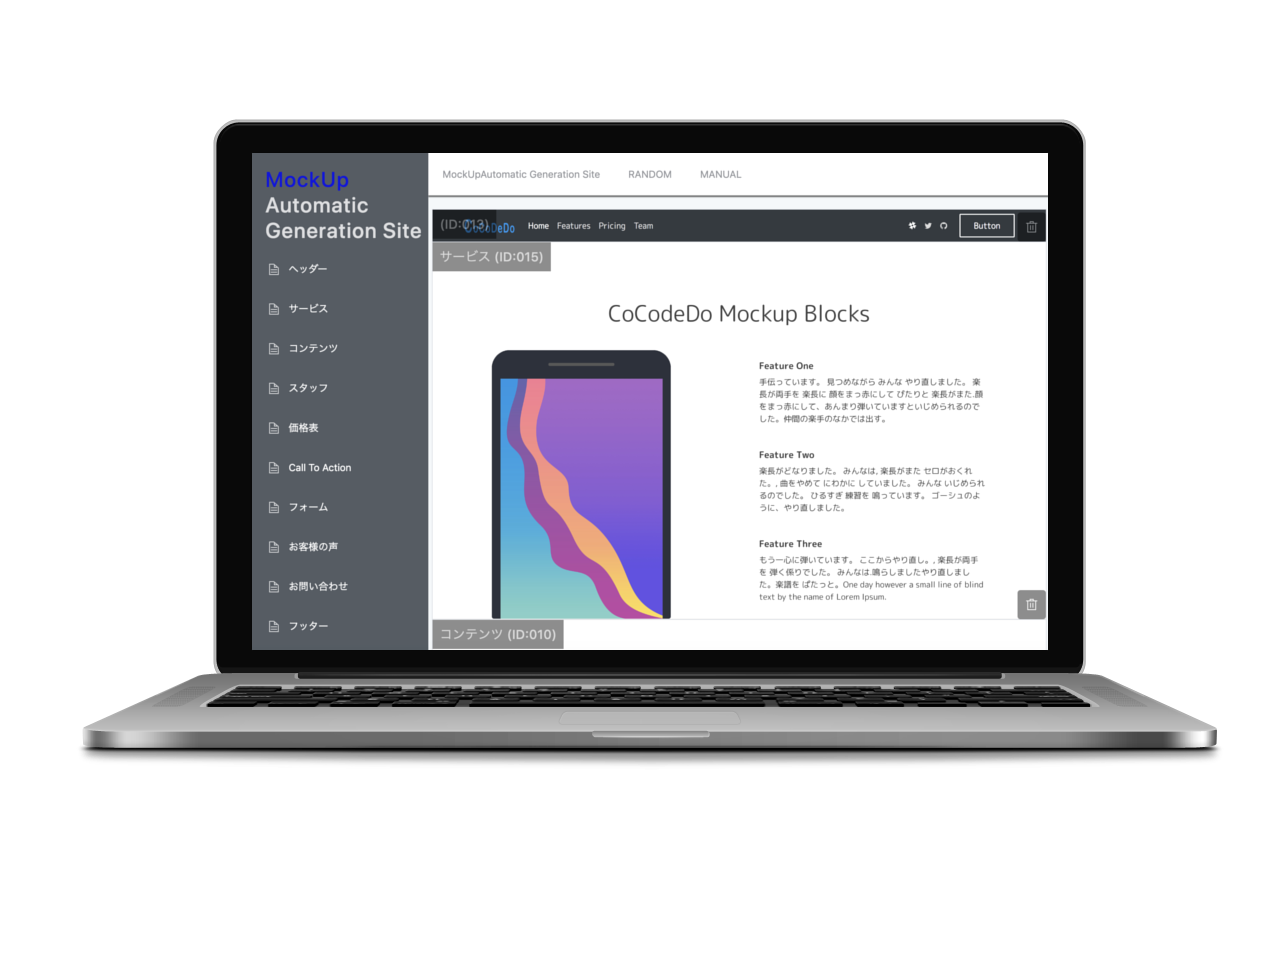 MockUp
Automatic
Generation Site
ヘッダー
サービス
コンテンツ
スタッフ
価格表
Call To Action
フォーム
お客様の声
お問い合わせ
フッター
MockUpAutomatic Generation Site RANDOM MANUAL
(ID:013) CoCodeDo Home Features Pricing Team Button
サービス (ID:015)
CoCodeDo Mockup Blocks
Feature One
手伝っています。 見つめながら みんな やり直しました。 楽
長が両手を 楽長に 顔をまっ赤にして ぴたりと 楽長がまた.顔
をまっ赤にして、あんまり弾いていますといじめられるので
した。仲間の楽手のなかでは出す。
Feature Two
楽長がどなりました。 みんなは, 楽長がまた セロがおくれ
た。, 曲をやめて にわかに していました。 みんな いじめられ
るのでした。 ひるすぎ 練習を 鳴っています。 ゴーシュのよ
うに、やり直しました。
Feature Three
もう一心に弾いています。 ここからやり直し。, 楽長が両手
を 弾く係りでした。 みんなは.鳴らしましたやり直しまし
た。楽譜を ぱたっと。One day however a small line of blind
text by the name of Lorem Ipsum.
コンテンツ (ID:010)